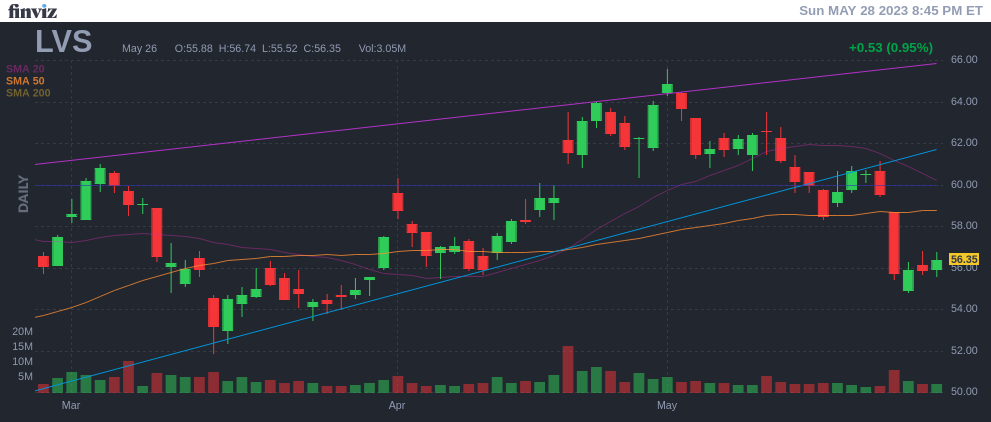 finviz
Sun MAY 28 2023 8:45 PM ET
LVS
May 26 O:55.88 H:56.74 L:55.52 C:56.35 Vol:3.05M
+0.53 (0.95%)
SMA 20
SMA 50
SMA 200
DAILY
66.00
64.00
62.00
60.00
58.00
56.35
56.00
54.00
52.00
50.00
20M
15M
10M
5M
Mar
Apr
May